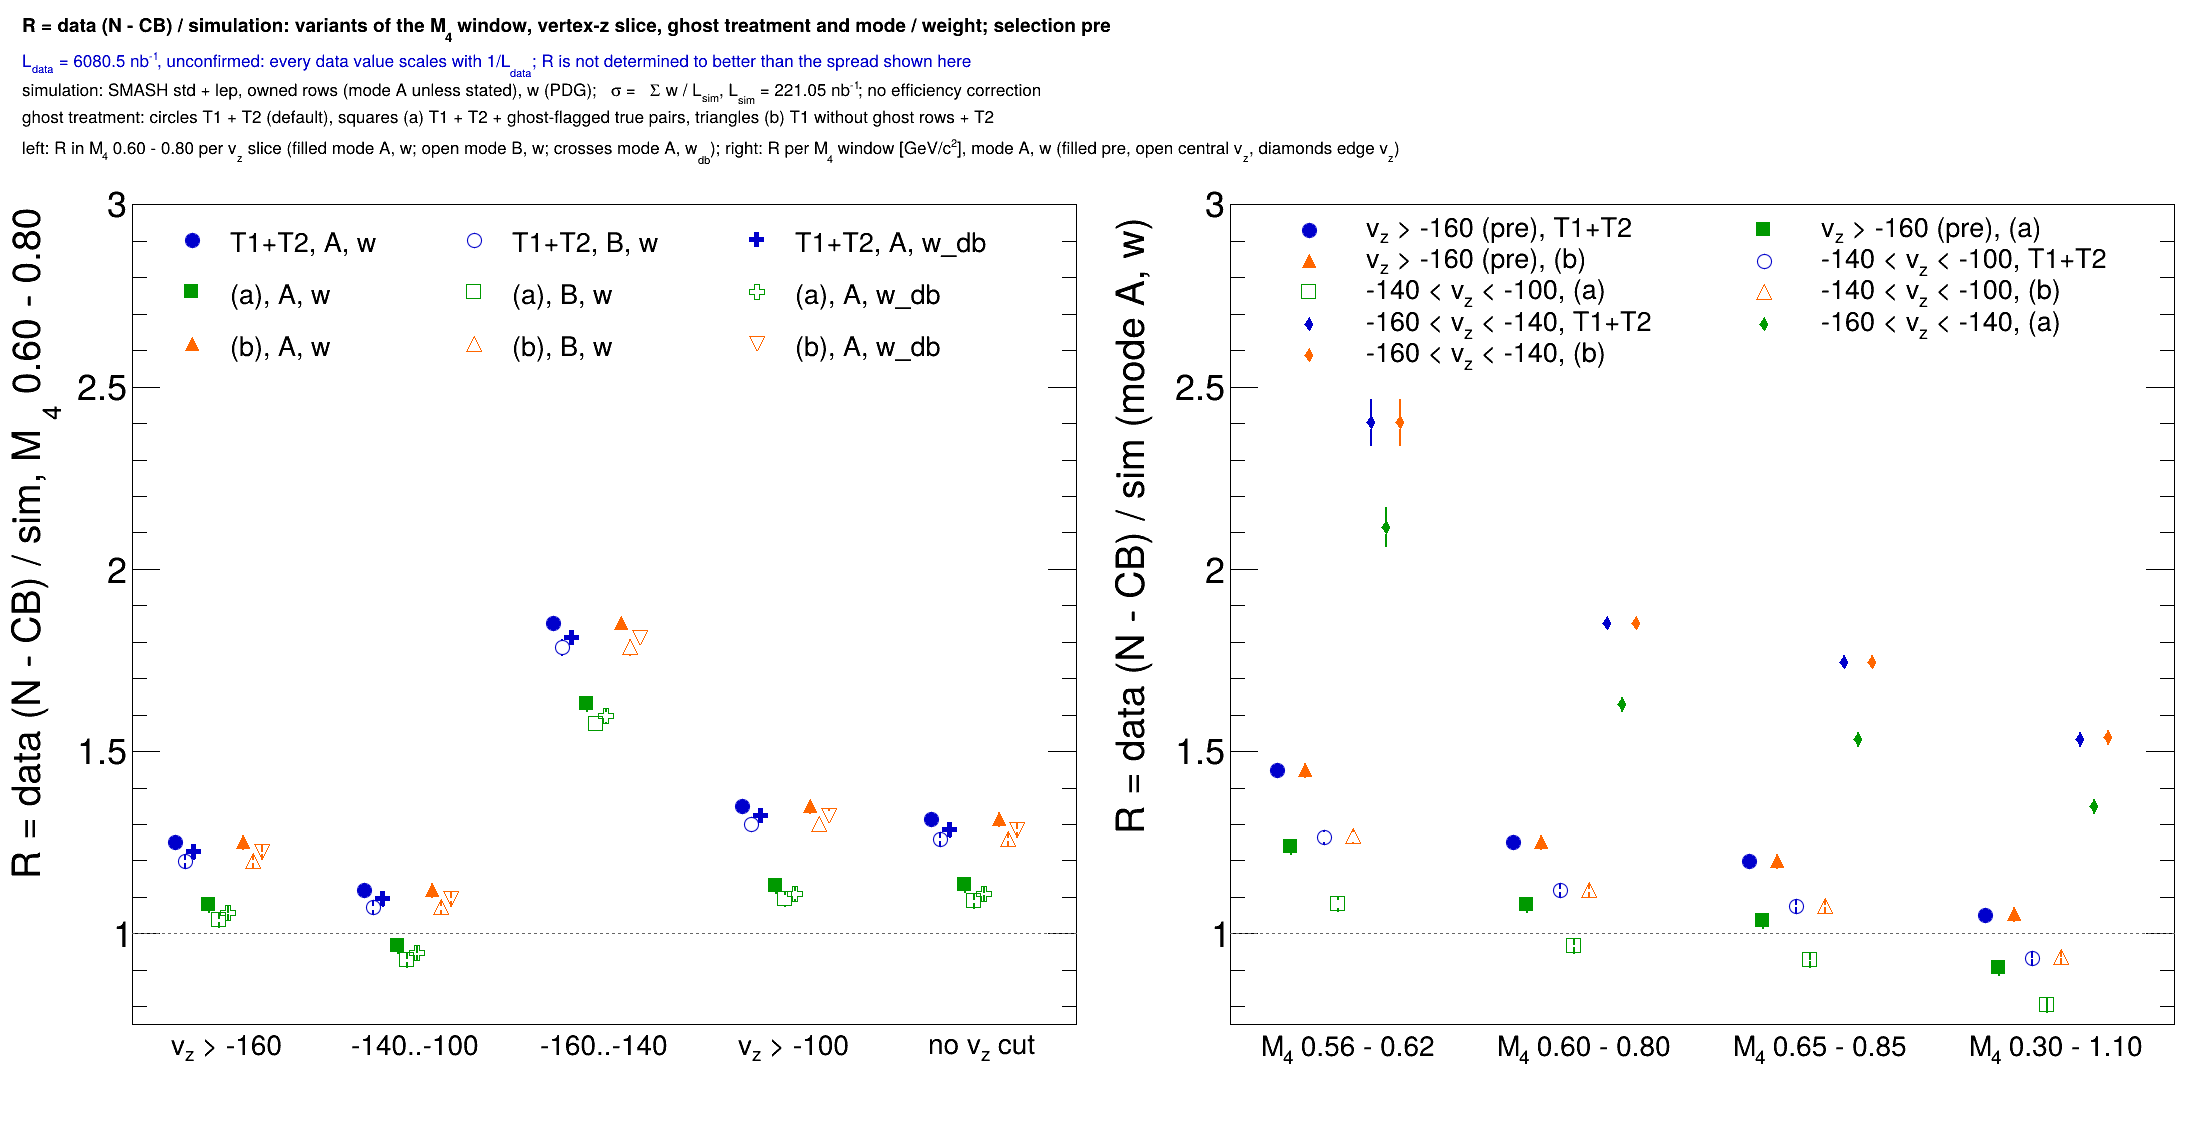 R = data (N - CB) / simulation: variants of the M4 window, vertex-z slice, ghost treatment and mode / weight; selection pre
Ldata = 6080.5 nb-1, unconfirmed: every data value scales with 1/Ldata; R is not determined to better than the spread shown here
simulation: SMASH std + lep, owned rows (mode A unless stated), w (PDG); σ = Σ w / Lsim, Lsim = 221.05 nb-1; no efficiency correction
ghost treatment: circles T1 + T2 (default), squares (a) T1 + T2 + ghost-flagged true pairs, triangles (b) T1 without ghost rows + T2
left: R in M4 0.60 - 0.80 per vz slice (filled mode A, w; open mode B, w; crosses mode A, wdb); right: R per M4 window [GeV/c2], mode A, w (filled pre, open central vz, diamonds edge vz)
R = data (N - CB) / sim, M4 0.60 - 0.80
3
2.5
2
1.5
1
T1+T2, A, w
T1+T2, B, w
T1+T2, A, w_db
(a), A, w
(a), B, w
(a), A, w_db
(b), A, w
(b), B, w
(b), A, w_db
vz > -160
-140..-100
-160..-140
vz > -100
no vz cut
R = data (N - CB) / sim (mode A, w)
3
2.5
2
1.5
1
vz > -160 (pre), T1+T2
vz > -160 (pre), (a)
vz > -160 (pre), (b)
-140 < vz < -100, T1+T2
-140 < vz < -100, (a)
-140 < vz < -100, (b)
-160 < vz < -140, T1+T2
-160 < vz < -140, (a)
-160 < vz < -140, (b)
M4 0.56 - 0.62
M4 0.60 - 0.80
M4 0.65 - 0.85
M4 0.30 - 1.10